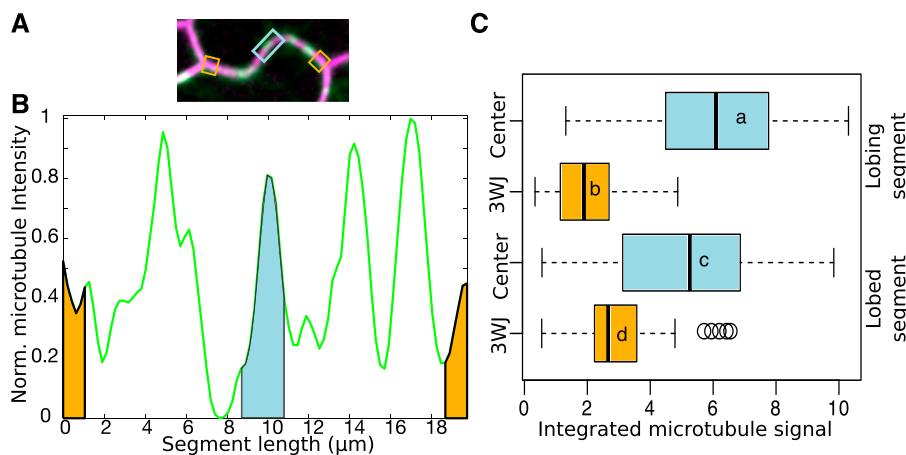 A
B
C
Norm. microtubule Intensity
1
0.8
0.6
0.4
0.2
0
0 2 4 6 8 10 12 14 16 18
Segment length (μm)
Center
3WJ
Center
3WJ
a
b
c
d
Lobing
segment
Lobed
segment
0 2 4 6 8 10
Integrated microtubule signal